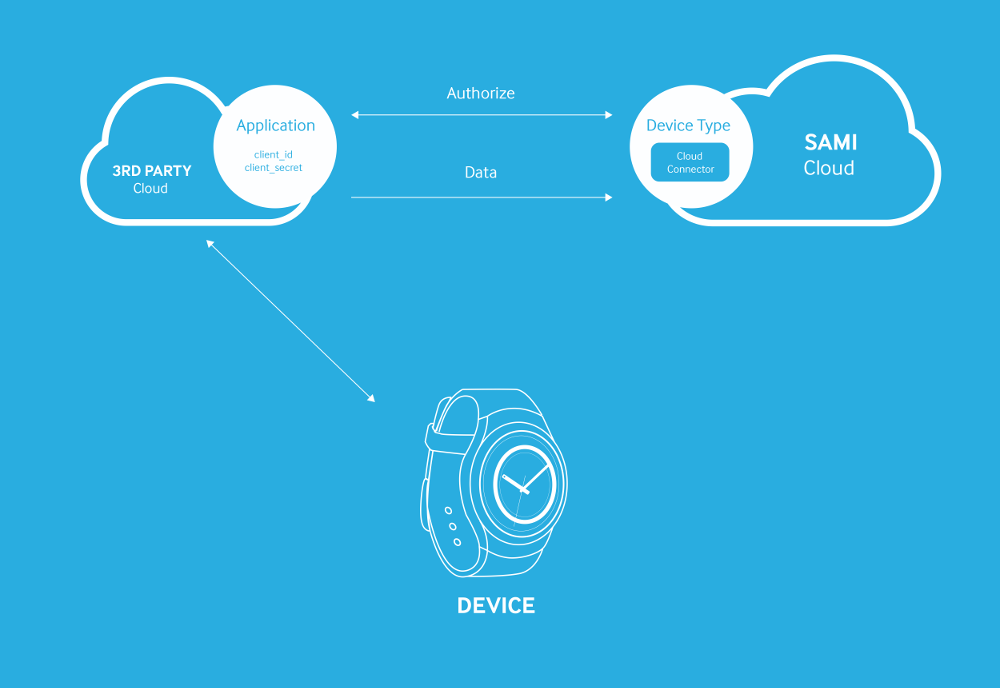 Authorize
Application
client_id
client_secret
3RD PARTY
Cloud
Data
Device Type
Cloud
Connector
SAMI
Cloud
DEVICE